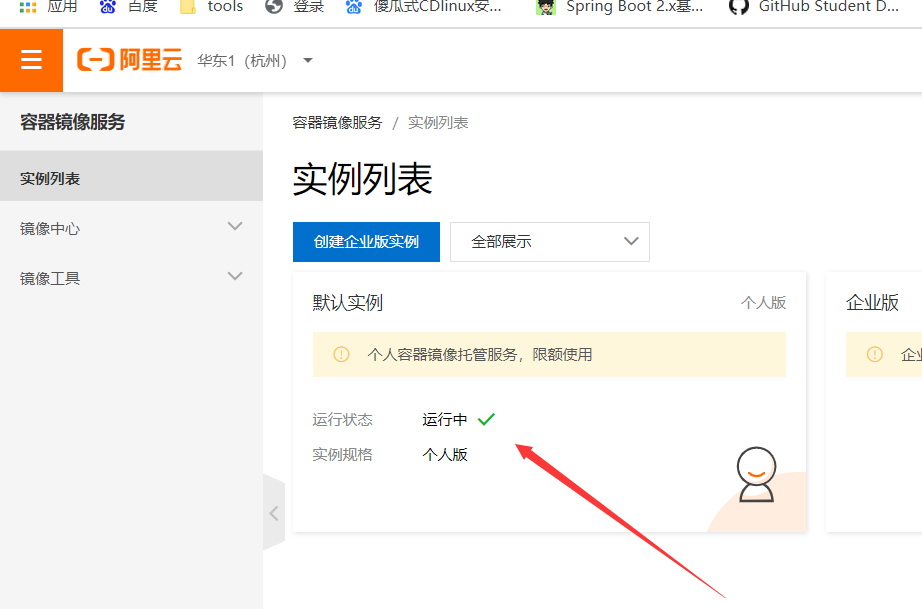 应用 百度 tools 登录 傻瓜式CDlinux安... Spring Boot 2.x基... GitHub Student D...
阿里云 华东1（杭州）
容器镜像服务
实例列表
镜像中心
镜像工具
容器镜像服务 / 实例列表
实例列表
创建企业版实例 全部展示
默认实例 个人版
个人容器镜像托管服务，限额使用
运行状态 运行中
实例规格 个人版
企业版
企业